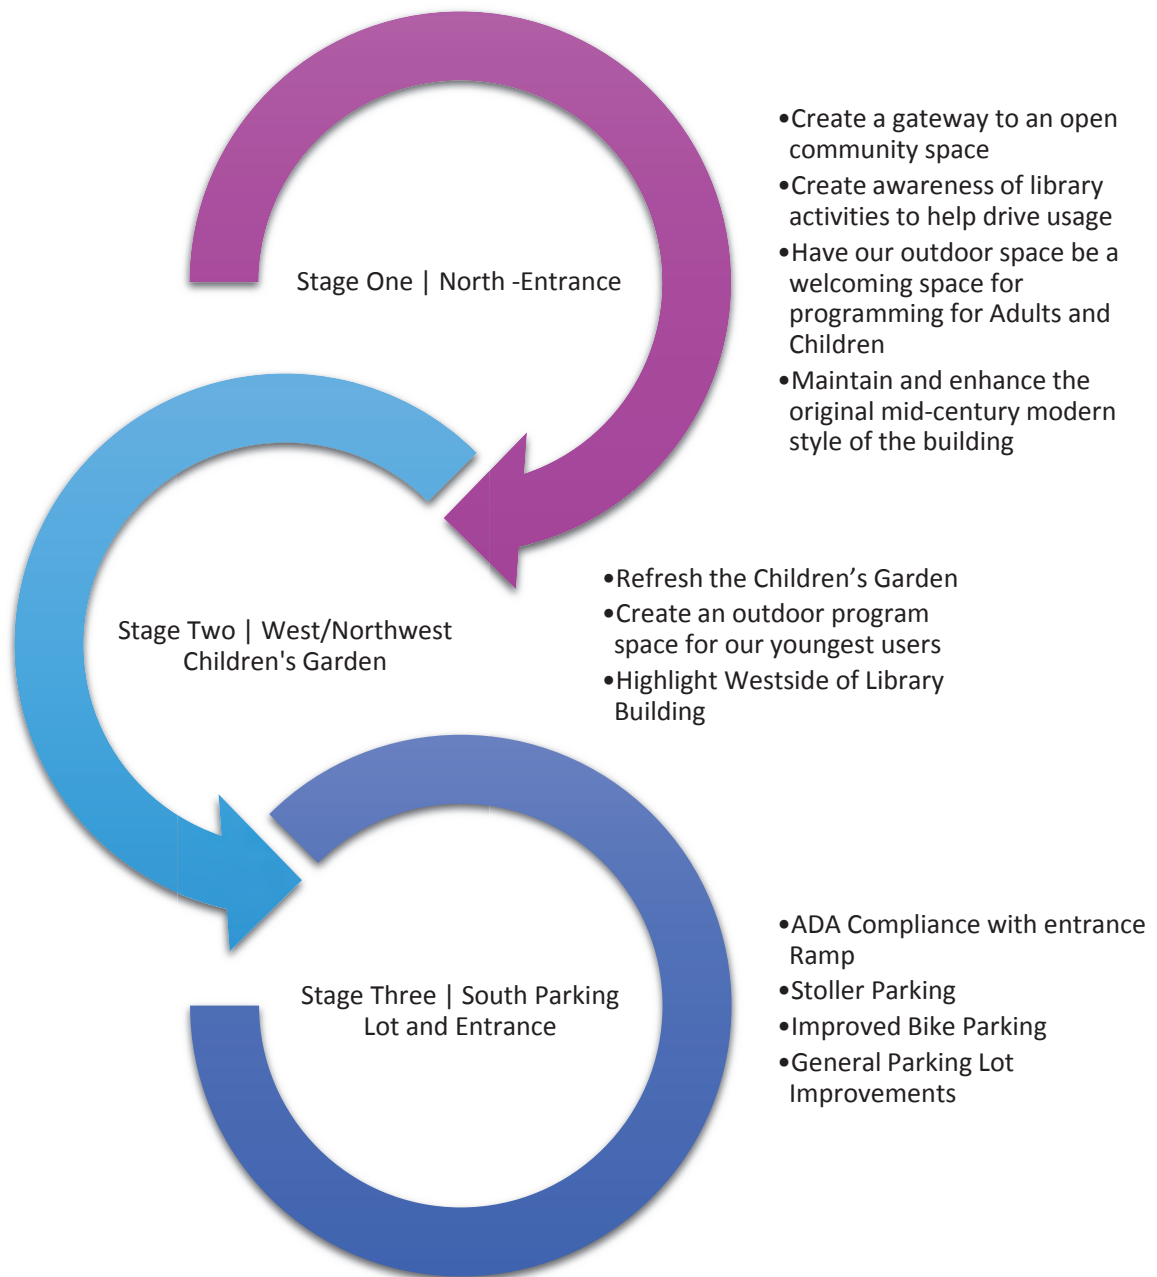 Stage One | North -Entrance
•Create a gateway to an open
community space
•Create awareness of library
activities to help drive usage
•Have our outdoor space be a
welcoming space for
programming for Adults and
Children
•Maintain and enhance the
original mid-century modern
style of the building
Stage Two | West/Northwest
Children's Garden
•Refresh the Children’s Garden
•Create an outdoor program
space for our youngest users
•Highlight Westside of Library
Building
Stage Three | South Parking
Lot and Entrance
•ADA Compliance with entrance
Ramp
•Stoller Parking
•Improved Bike Parking
•General Parking Lot
Improvements